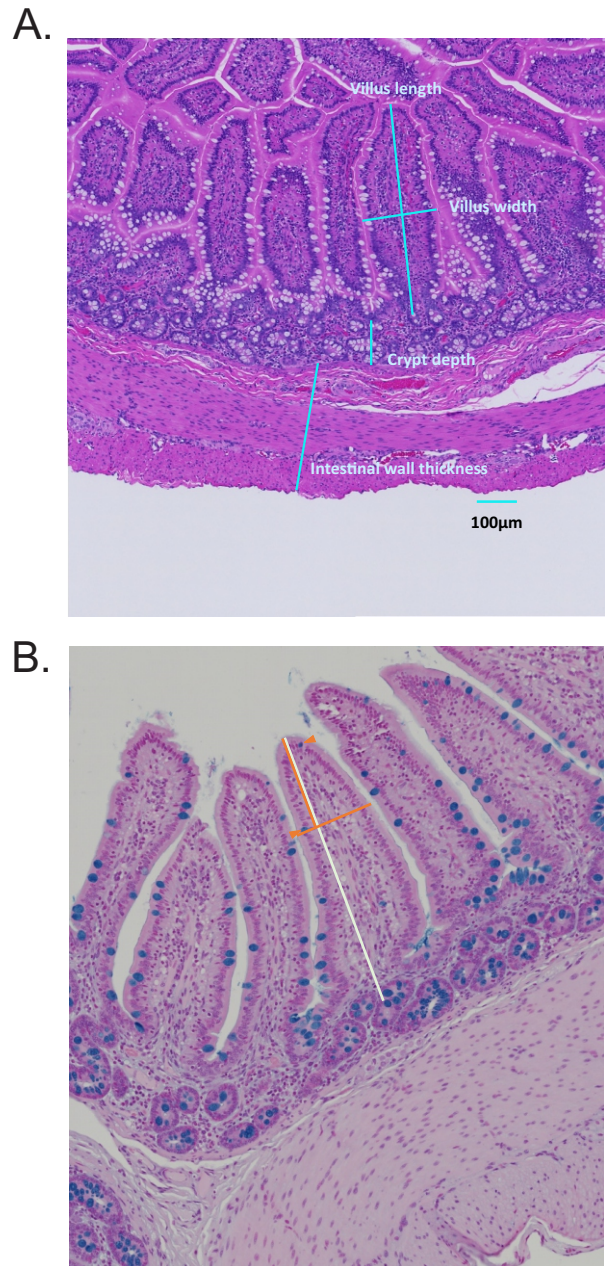 A.
Villus length
Villus width
Crypt depth
Intestinal wall thickness
100µm
B.